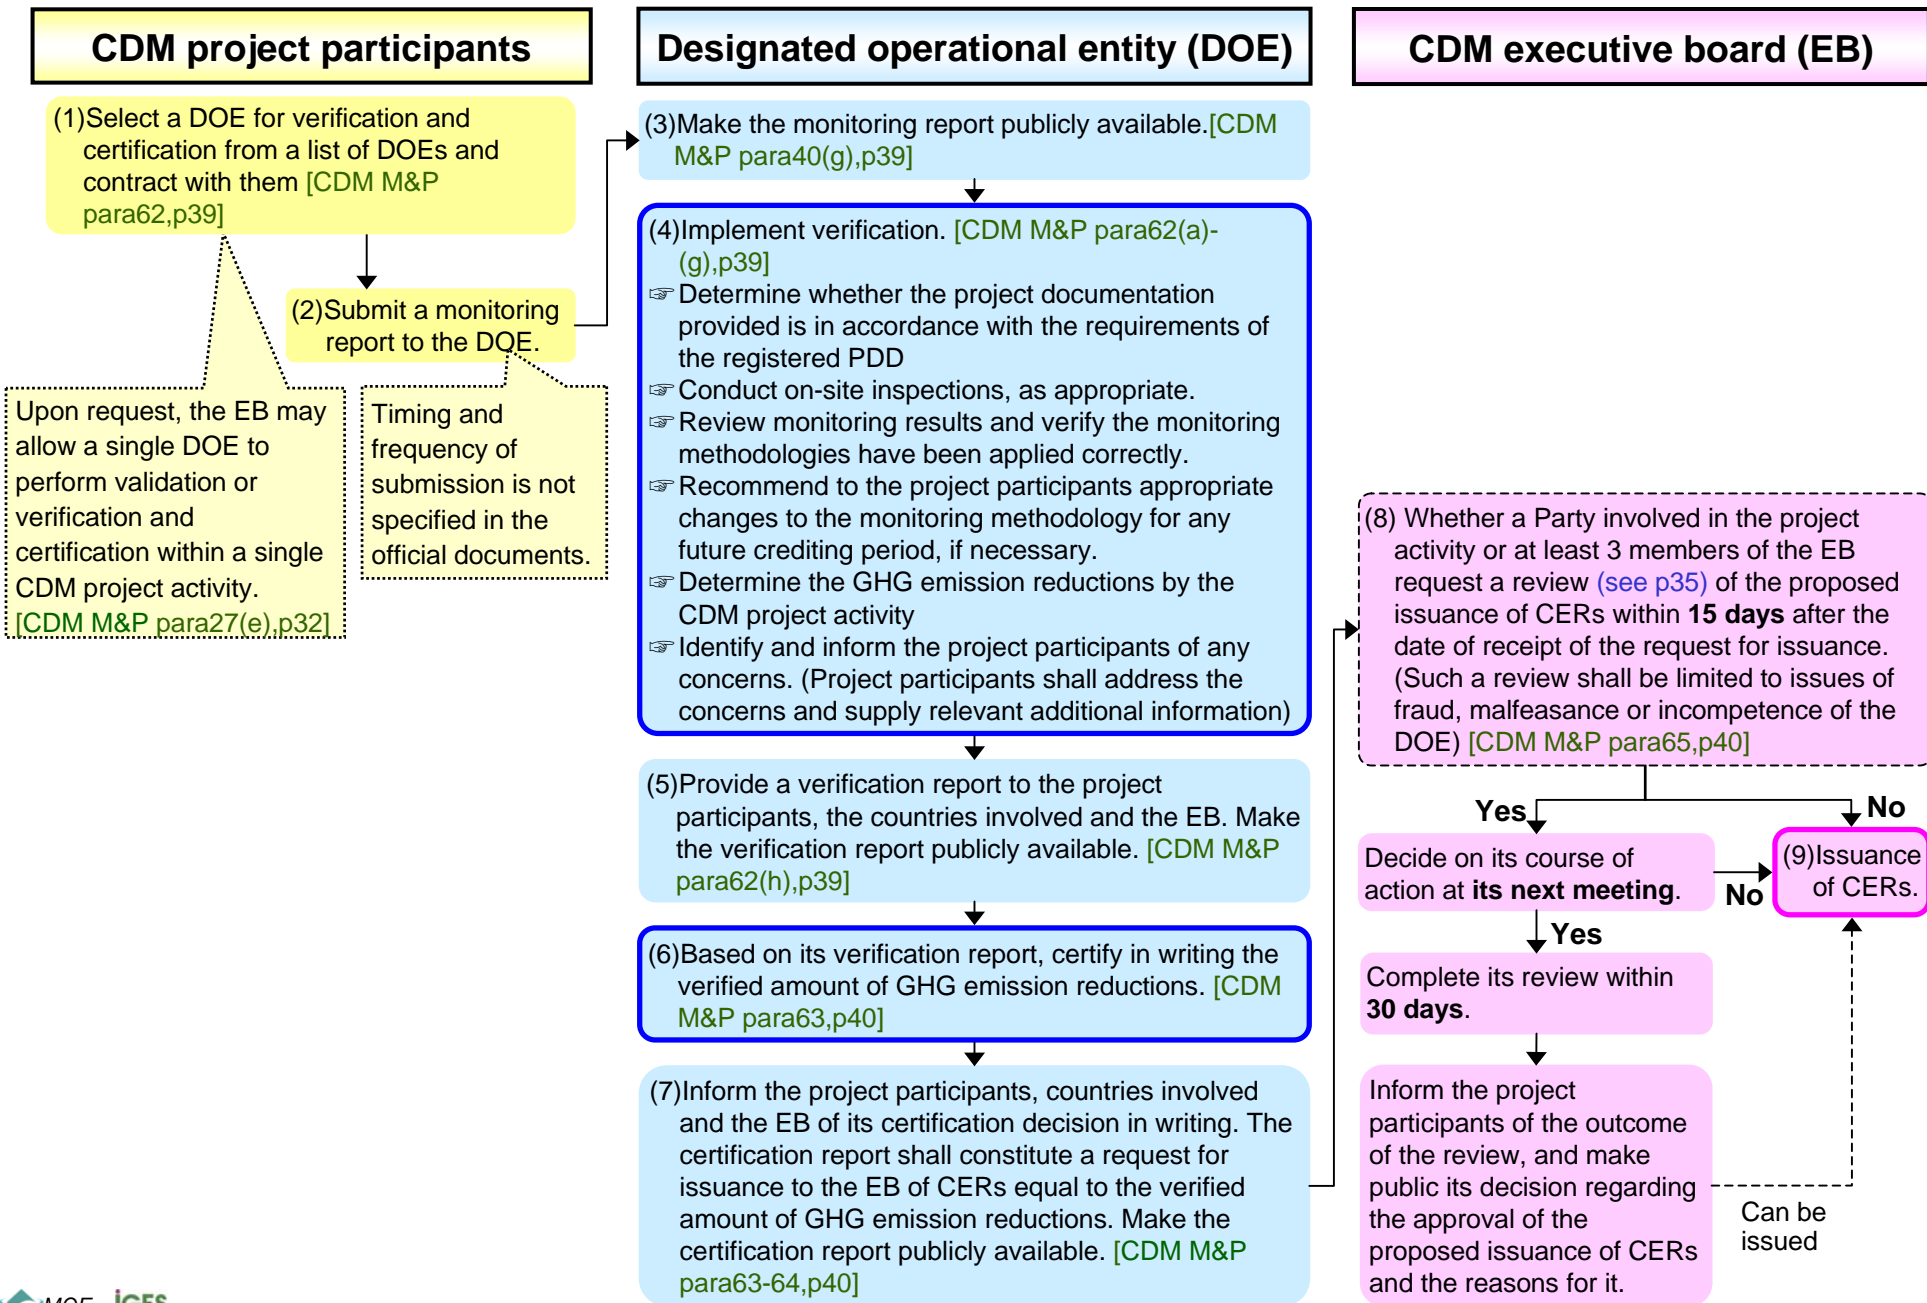 CDM project participants
(1)Select a DOE for verification and
certification from a list of DOEs and
contract with them [CDM M&P
para62,p39]
(2)Submit a monitoring
report to the DOE.
Upon request, the EB may
allow a single DOE to
perform validation or
verification and
certification within a single
CDM project activity.
[CDM M&P para27(e),p32]
Timing and
frequency of
submission is not
specified in the
official documents.
Designated operational entity (DOE)
(3)Make the monitoring report publicly available.[CDM
M&P para40(g),p39]
(4)Implement verification. [CDM M&P para62(a)-
(g),p39]
☞Determine whether the project documentation
provided is in accordance with the requirements of
the registered PDD
☞Conduct on-site inspections, as appropriate.
☞Review monitoring results and verify the monitoring
methodologies have been applied correctly.
☞Recommend to the project participants appropriate
changes to the monitoring methodology for any
future crediting period, if necessary.
☞Determine the GHG emission reductions by the
CDM project activity
☞Identify and inform the project participants of any
concerns. (Project participants shall address the
concerns and supply relevant additional information)
(5)Provide a verification report to the project
participants, the countries involved and the EB. Make
the verification report publicly available. [CDM M&P
para62(h),p39]
(6)Based on its verification report, certify in writing the
verified amount of GHG emission reductions. [CDM
M&P para63,p40]
(7)Inform the project participants, countries involved
and the EB of its certification decision in writing. The
certification report shall constitute a request for
issuance to the EB of CERs equal to the verified
amount of GHG emission reductions. Make the
certification report publicly available. [CDM M&P
para63-64,p40]
CDM executive board (EB)
(8) Whether a Party involved in the project
activity or at least 3 members of the EB
request a review (see p35) of the proposed
issuance of CERs within 15 days after the
date of receipt of the request for issuance.
(Such a review shall be limited to issues of
fraud, malfeasance or incompetence of the
DOE) [CDM M&P para65,p40]
Yes
No
Decide on its course of
action at its next meeting.
No
(9)Issuance
of CERs.
Yes
Complete its review within
30 days.
Inform the project
participants of the outcome
of the review, and make
public its decision regarding
the approval of the
proposed issuance of CERs
and the reasons for it.
Can be
issued
MOE IGES